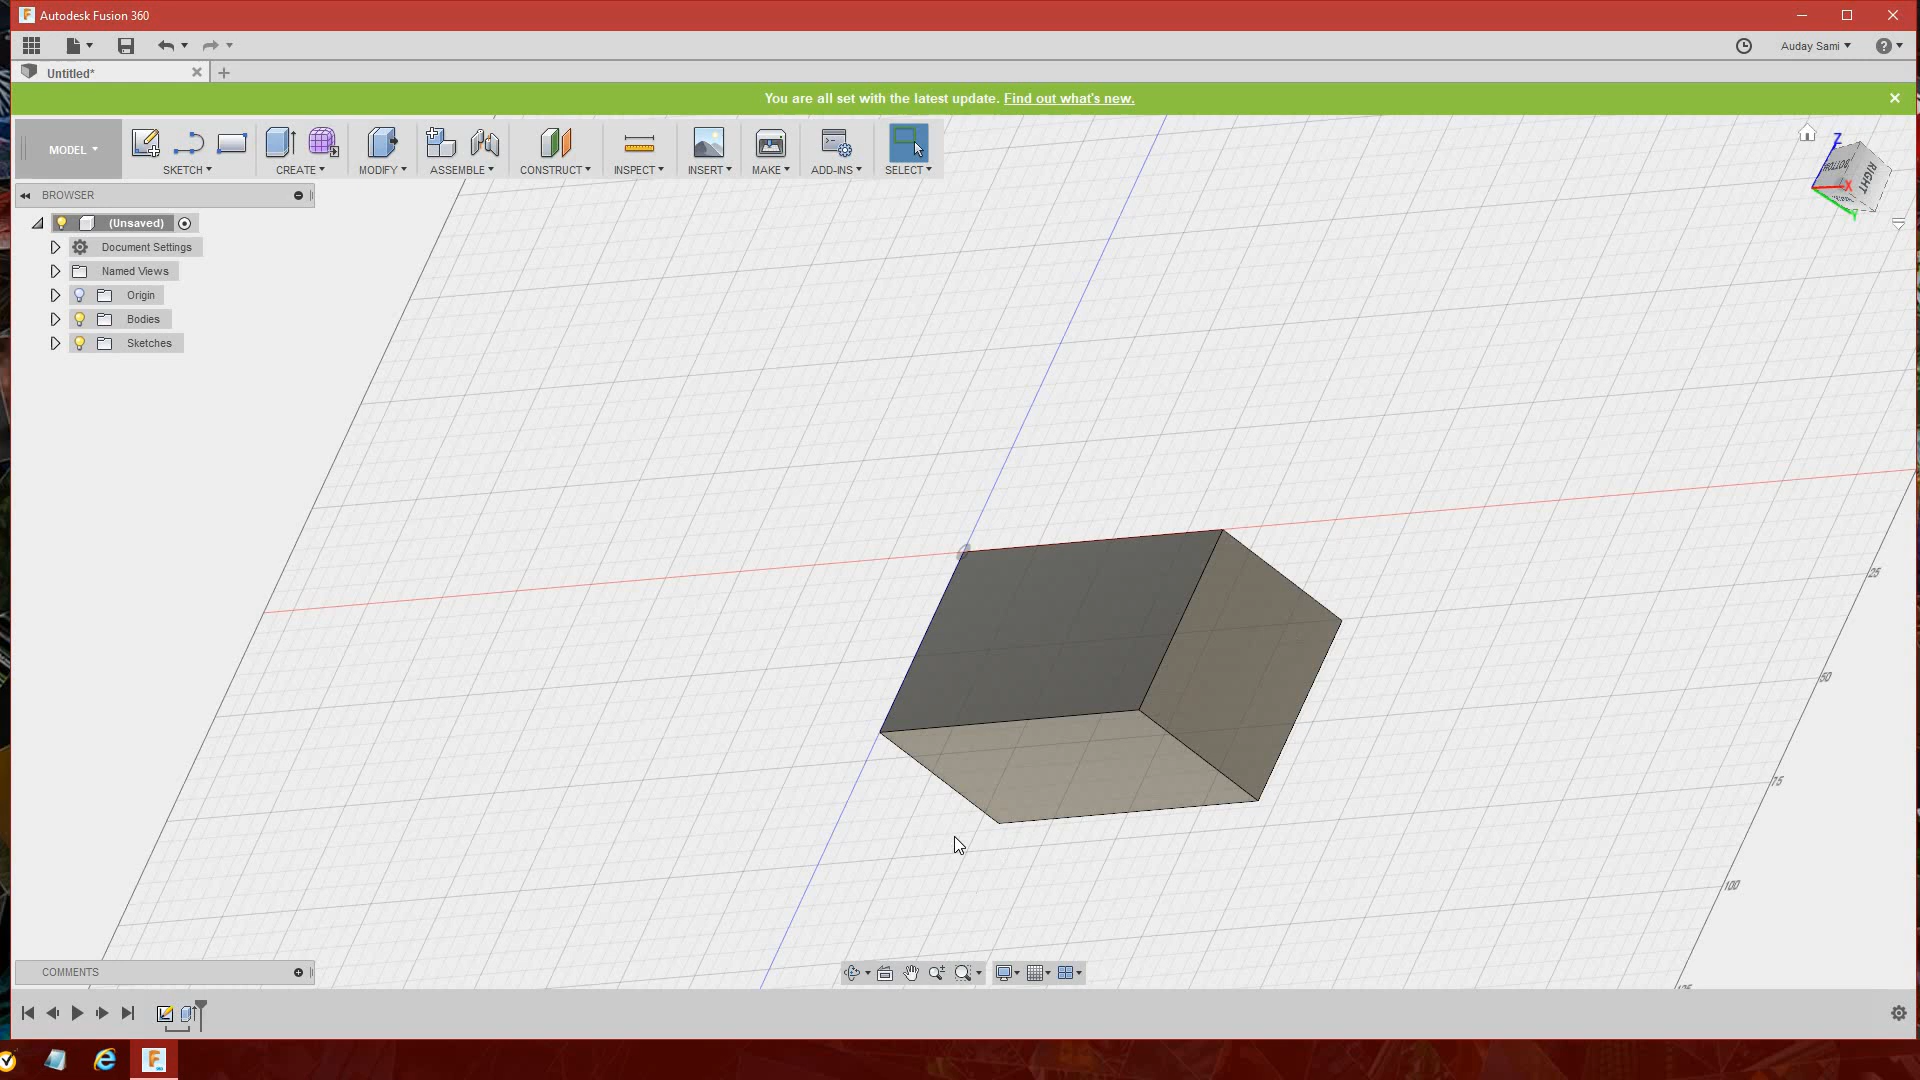 Autodesk Fusion 360
Auday Sami
Untitled*
You are all set with the latest update. Find out what's new.
MODEL
SKETCH
CREATE
MODIFY
ASSEMBLE
CONSTRUCT
INSPECT
INSERT
MAKE
ADD-INS
SELECT
BROWSER
(Unsaved)
Document Settings
Named Views
Origin
Bodies
Sketches
Z
X
Y
BOTTOM
RIGHT
25
50
75
100
COMMENTS